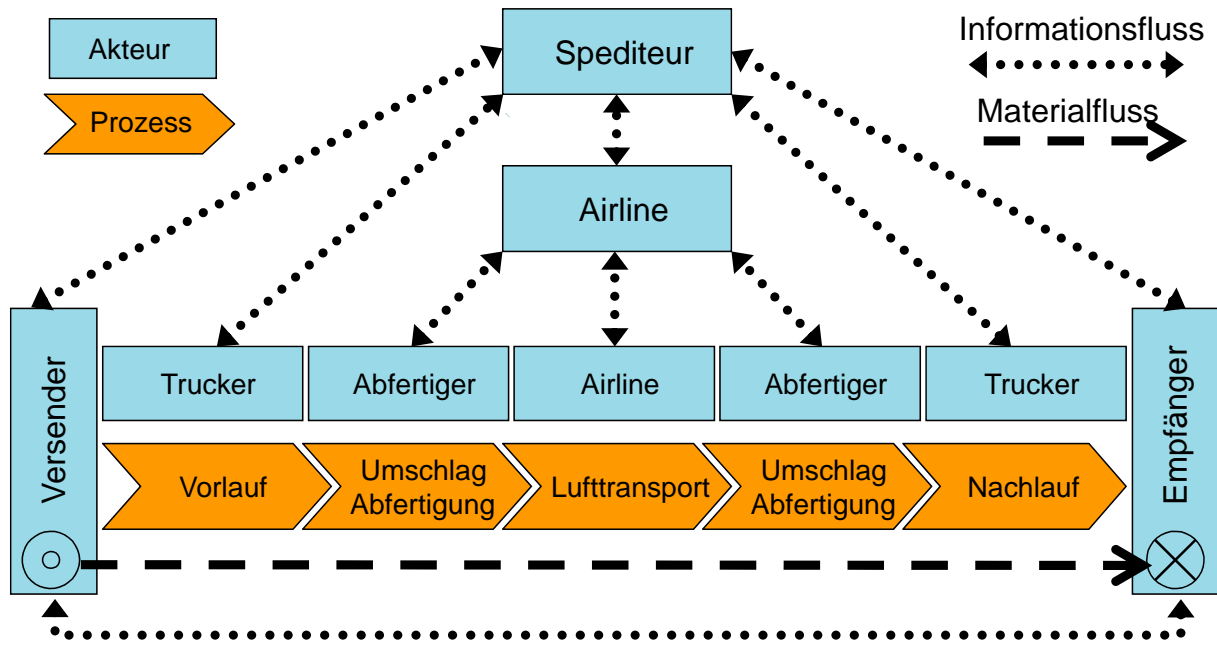 Akteur
Prozess
Spediteur
Informationsfluss
Materialfluss
Airline
Versender
Trucker
Abfertiger
Airline
Abfertiger
Trucker
Empfänger
Vorlauf
Umschlag
Abfertigung
Lufttransport
Umschlag
Abfertigung
Nachlauf